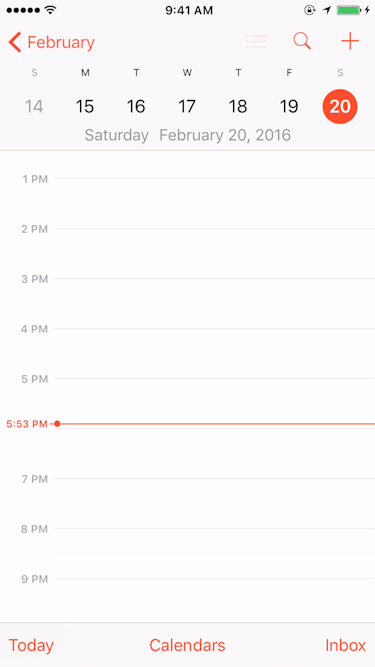 9:41 AM
February
S M T W T F S
14 15 16 17 18 19 20
Saturday February 20, 2016
1 PM
2 PM
3 PM
4 PM
5 PM
5:53 PM
7 PM
8 PM
9 PM
Today Calendars Inbox